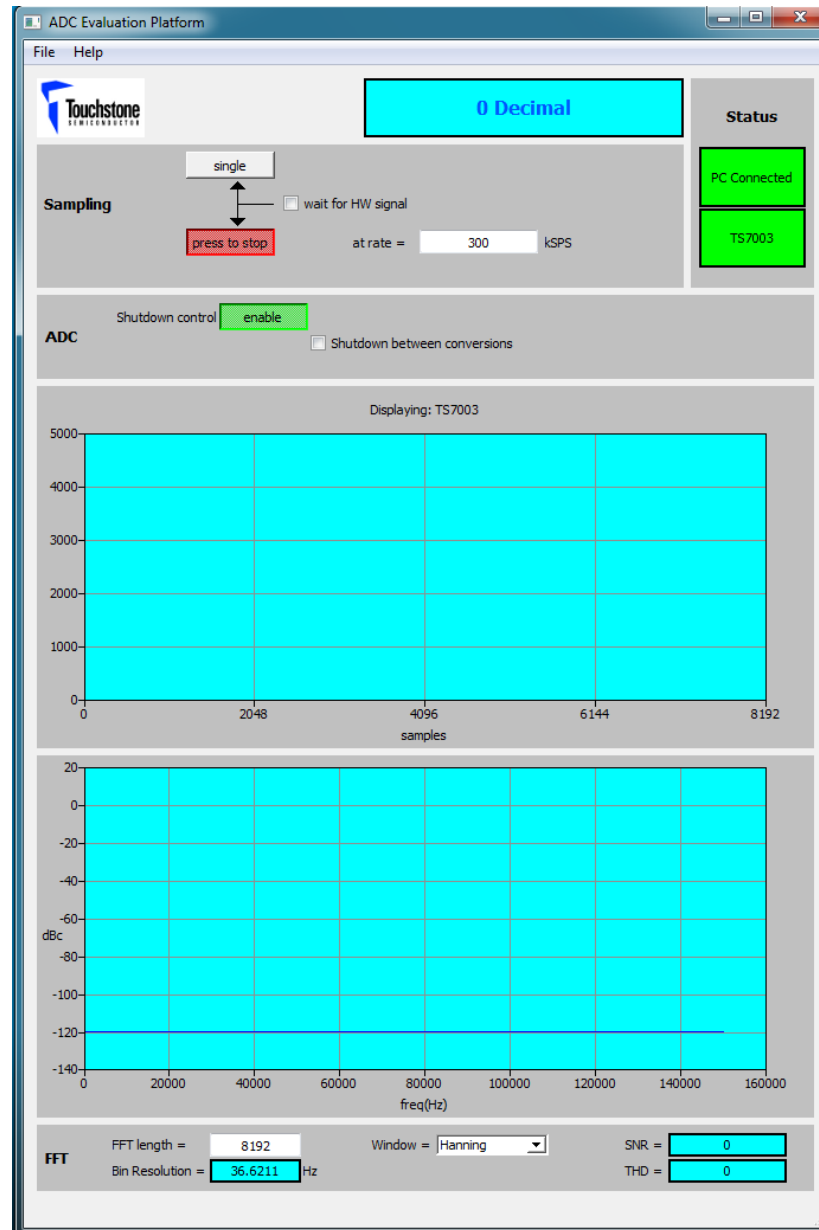 ADC Evaluation Platform
File Help
Touchstone
SEMICONDUCTOR
0 Decimal
Status
PC Connected
TS7003
Sampling
single
wait for HW signal
press to stop
at rate = 300 kSPS
ADC
Shutdown control enable
Shutdown between conversions
Displaying: TS7003
5000
4000
3000
2000
1000
0
0 2048 4096 6144 8192
samples
20
0
-20
-40
-60
dBc
-80
-100
-120
-140
0 20000 40000 60000 80000 100000 120000 140000 160000
freq(Hz)
FFT
FFT length = 8192 Window = Hanning SNR = 0
Bin Resolution = 36.6211 Hz THD = 0